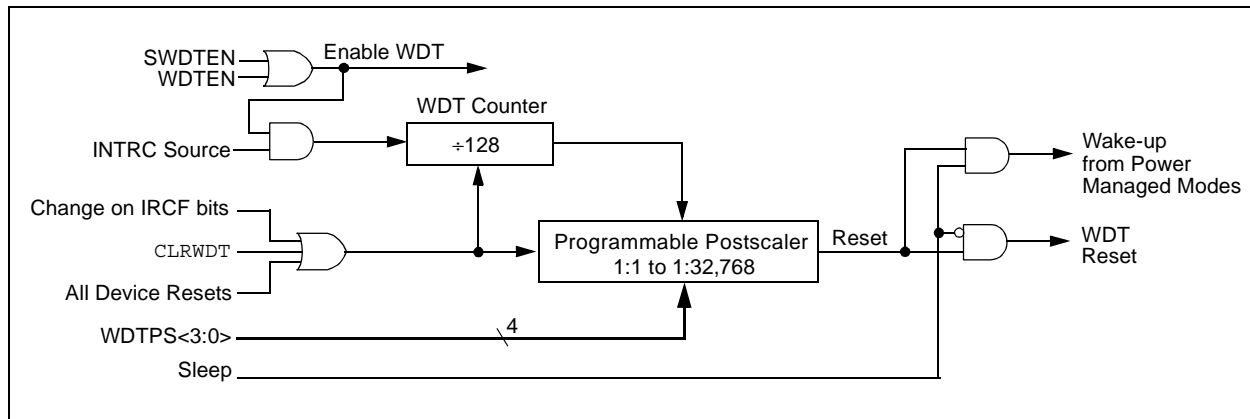 SWDTEN
WDTEN
Enable WDT
WDT Counter
÷128
INTRC Source
Wake-up
from Power
Managed Modes
Change on IRCF bits
CLRWDT
All Device Resets
Programmable Postscaler
1:1 to 1:32,768
Reset
WDT
Reset
WDTPS<3:0>
4
Sleep